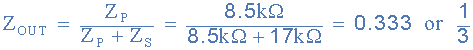 Z_OUT = Z_P / (Z_P + Z_S) = 8.5kΩ / (8.5kΩ + 17kΩ) = 0.333 or 1/3